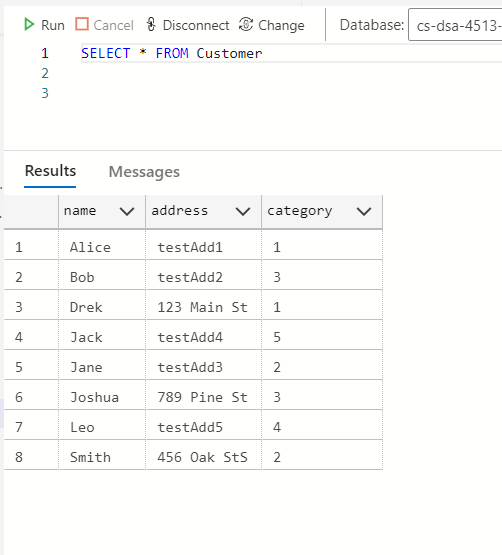 Run Cancel Disconnect Change Database: cs-dsa-4513-
1 SELECT * FROM Customer
2
3
Results Messages
name address category
1 Alice testAdd1 1
2 Bob testAdd2 3
3 Drek 123 Main St 1
4 Jack testAdd4 5
5 Jane testAdd3 2
6 Joshua 789 Pine St 3
7 Leo testAdd5 4
8 Smith 456 Oak StS 2